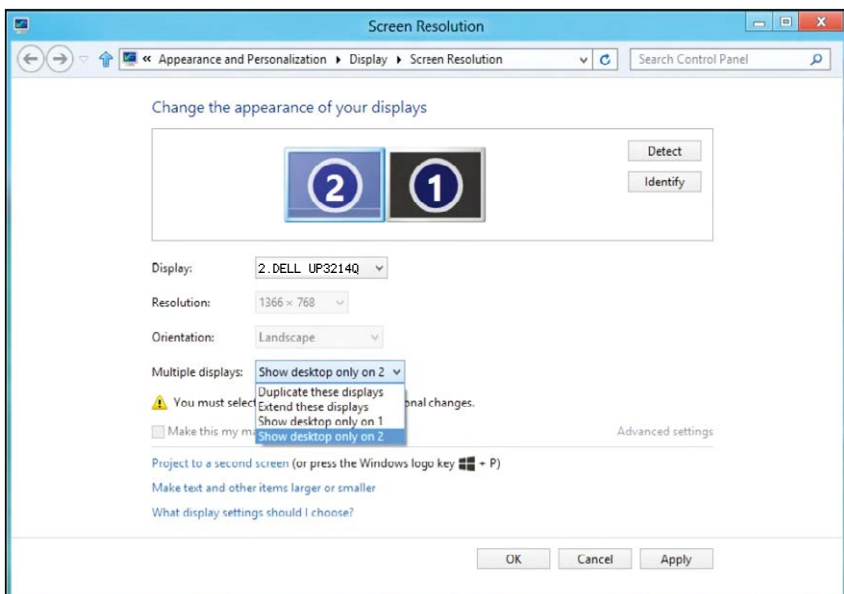 Screen Resolution
« Appearance and Personalization ▸ Display ▸ Screen Resolution
Search Control Panel
Change the appearance of your displays
2
1
Detect
Identify
Display: 2.DELL UP3214Q
Resolution: 1366 × 768
Orientation: Landscape
Multiple displays: Show desktop only on 2
Duplicate these displays
Extend these displays
Show desktop only on 1
Show desktop only on 2
You must selec
nal changes.
Make this my m
Advanced settings
Project to a second screen (or press the Windows logo key + P)
Make text and other items larger or smaller
What display settings should I choose?
OK Cancel Apply